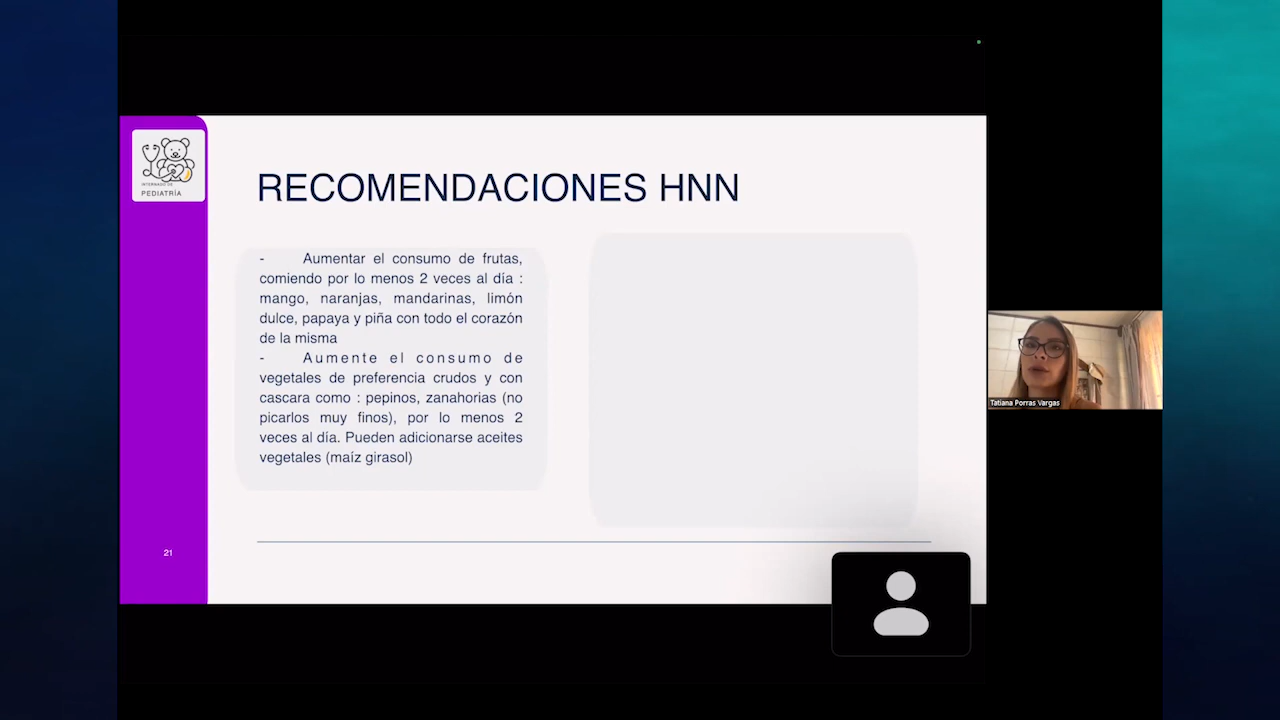 INTERNADO DE
PEDIATRÍA
RECOMENDACIONES HNN
- Aumentar el consumo de frutas,
comiendo por lo menos 2 veces al día :
mango, naranjas, mandarinas, limón
dulce, papaya y piña con todo el corazón
de la misma
- Aumente el consumo de
vegetales de preferencia crudos y con
cascara como : pepinos, zanahorias (no
picarlos muy finos), por lo menos 2
veces al día. Pueden adicionarse aceites
vegetales (maíz girasol)
21
Tatiana Porras Vargas